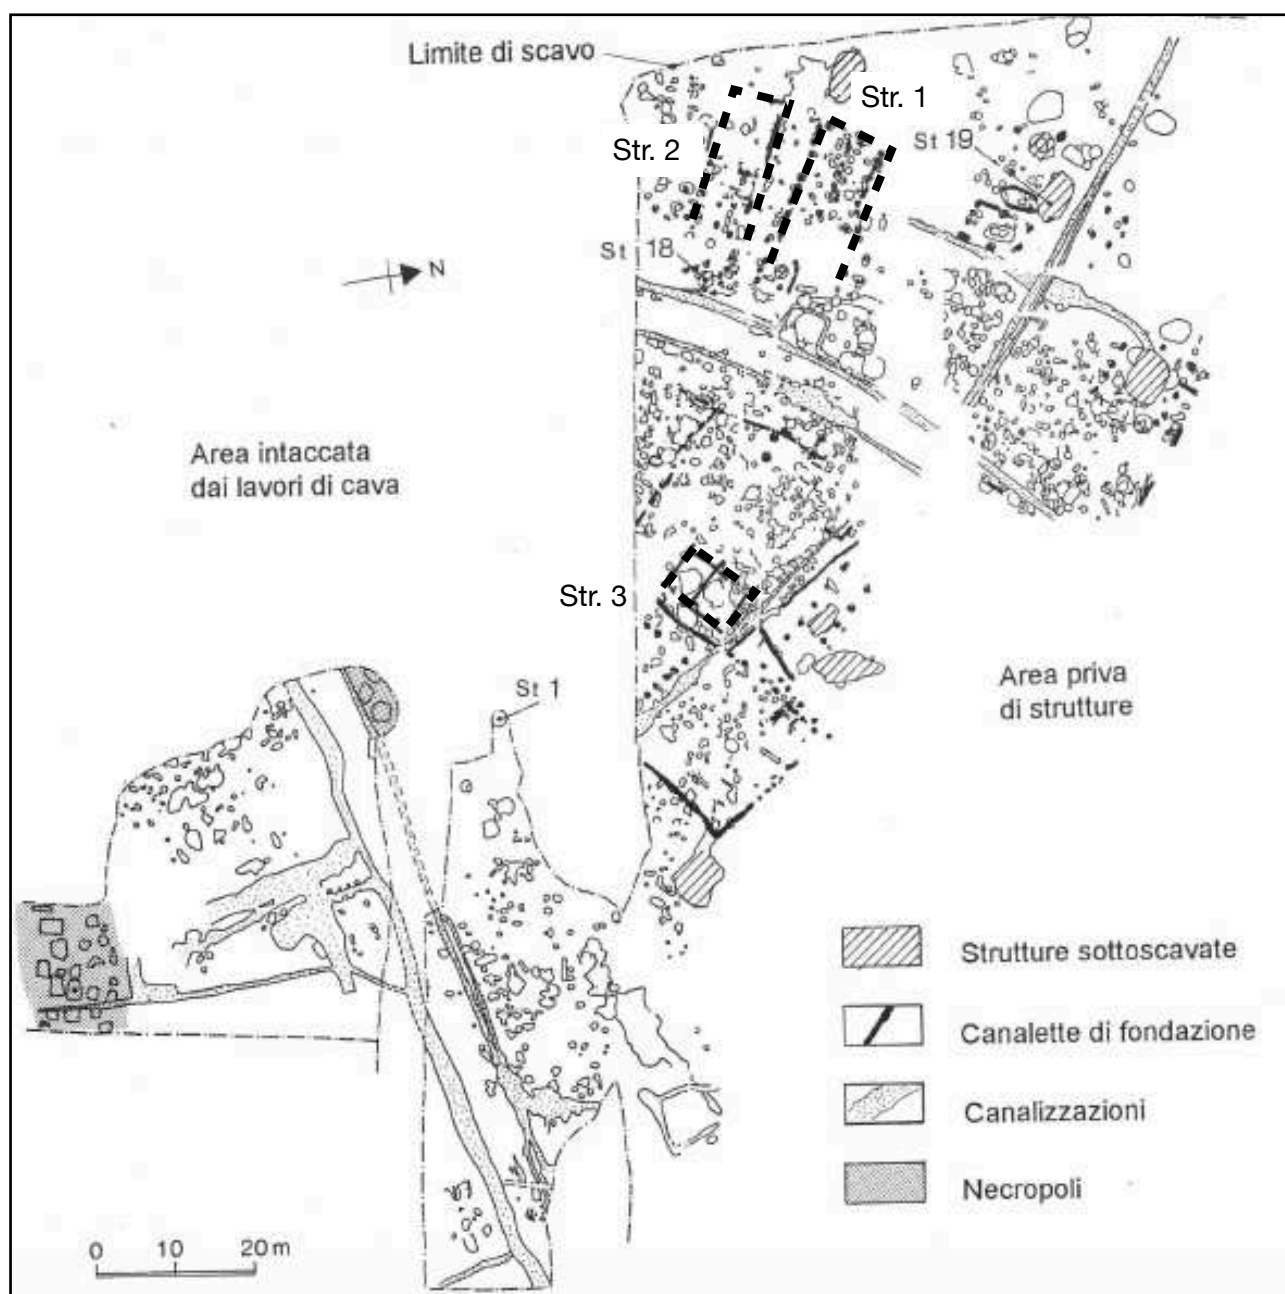 Limite di scavo
Str. 1
Str. 2
St 19
St 18
N
Area intaccata
dai lavori di cava
Str. 3
St 1
Area priva
di strutture
Strutture sottoscavate
Canalette di fondazione
Canalizzazioni
Necropoli
0 10 20 m